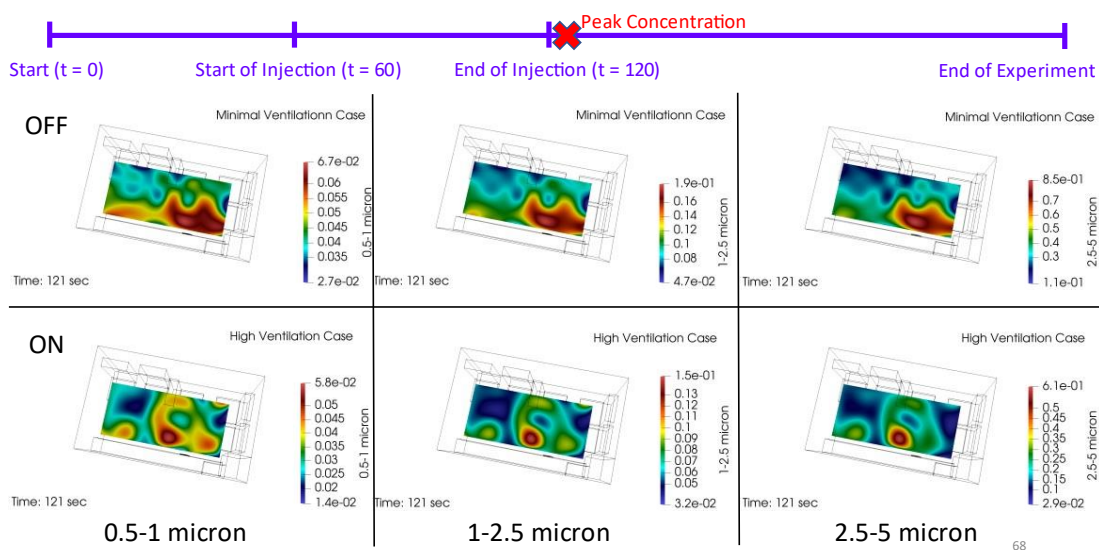 Peak Concentration
Start (t = 0)
Start of Injection (t = 60)
End of Injection (t = 120)
End of Experiment
OFF
Minimal Ventilationn Case
6.7e-02
0.06
0.055
0.05
0.045
0.04
0.035
2.7e-02
0.5-1 micron
Time: 121 sec
Minimal Ventilationn Case
1.9e-01
0.16
0.14
0.12
0.1
0.08
4.7e-02
1-2.5 micron
Time: 121 sec
Minimal Ventilationn Case
8.5e-01
0.7
0.6
0.5
0.4
0.3
1.1e-01
2.5-5 micron
Time: 121 sec
ON
High Ventilation Case
5.8e-02
0.05
0.045
0.04
0.035
0.03
0.025
0.02
1.4e-02
0.5-1 micron
Time: 121 sec
High Ventilation Case
1.5e-01
0.13
0.12
0.11
0.1
0.09
0.08
0.07
0.06
0.05
3.2e-02
1-2.5 micron
Time: 121 sec
High Ventilation Case
6.1e-01
0.5
0.45
0.4
0.35
0.3
0.25
0.2
0.15
0.1
2.9e-02
2.5-5 micron
Time: 121 sec
0.5-1 micron
1-2.5 micron
2.5-5 micron
68